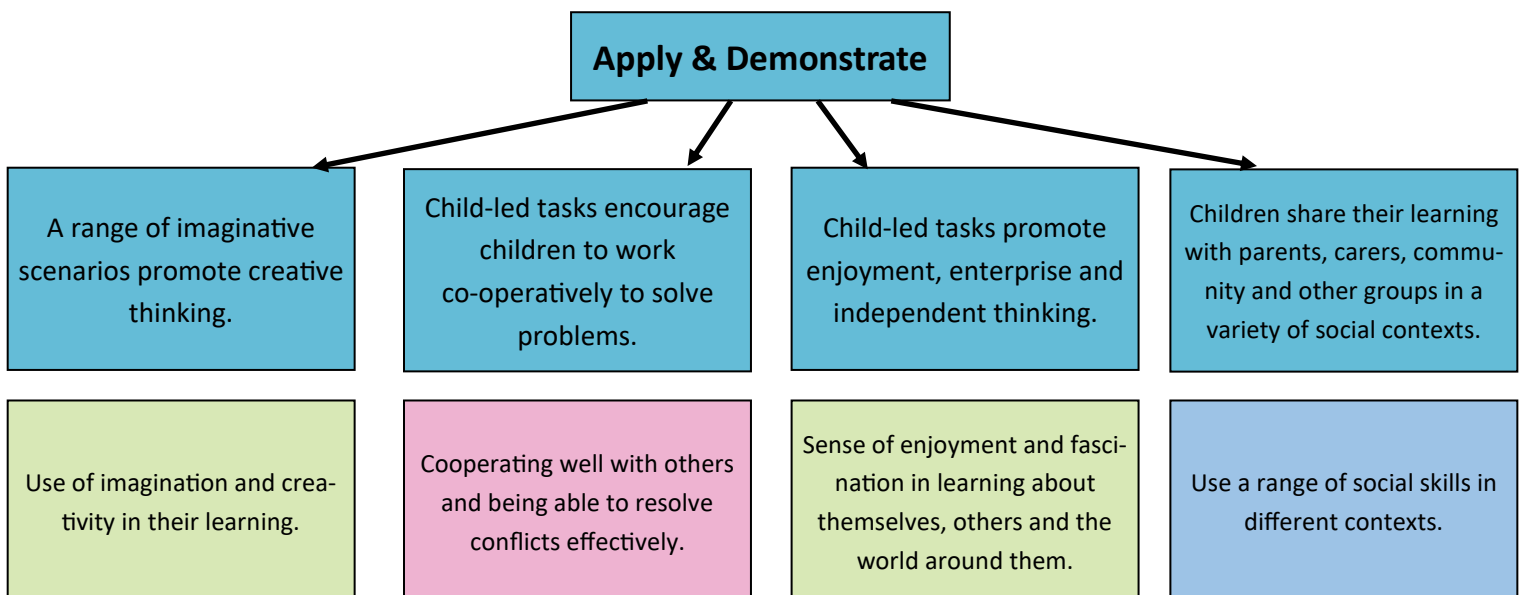 Apply & Demonstrate
A range of imaginative
scenarios promote creative
thinking.
Child-led tasks encourage
children to work
co-operatively to solve
problems.
Child-led tasks promote
enjoyment, enterprise and
independent thinking.
Children share their learning
with parents, carers, commu-
nity and other groups in a
variety of social contexts.
Use of imagination and crea-
tivity in their learning.
Cooperating well with others
and being able to resolve
conflicts effectively.
Sense of enjoyment and fasci-
nation in learning about
themselves, others and the
world around them.
Use a range of social skills in
different contexts.